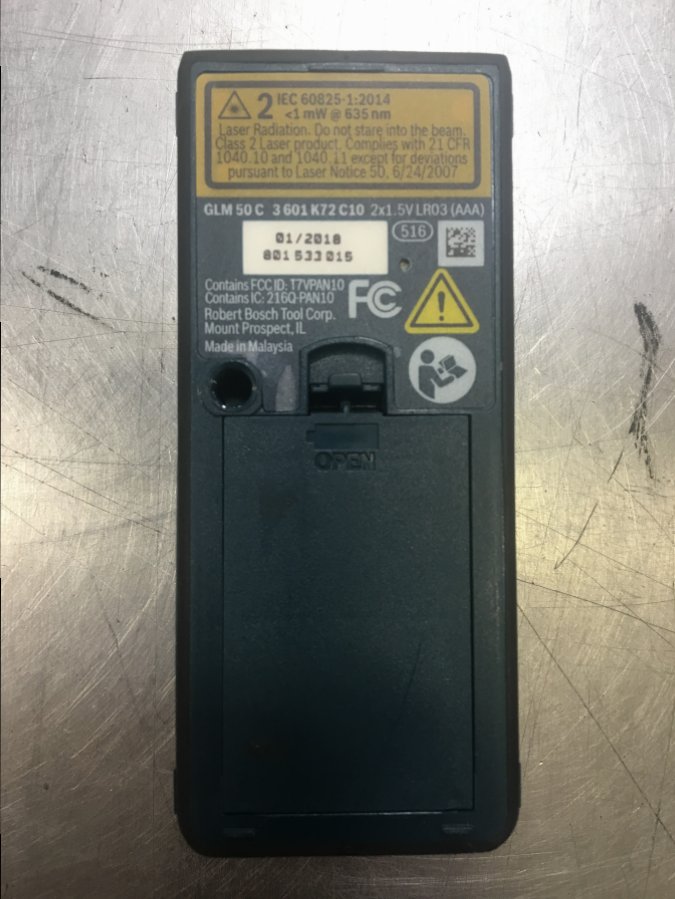 2 IEC 60825-1:2014
<1 mW @ 635 nm
Laser Radiation. Do not stare into the beam.
Class 2 Laser product. Complies with 21 CFR
1040.10 and 1040.11 except for deviations
pursuant to Laser Notice 50, 6/24/2007
GLM 50 C 3 601 K72 C10 2x1.5V LR03 (AAA)
01/2018
801 533 015
516
Contains FCC ID: T7VPAN10
Contains IC: 216Q-PAN10
FC
Robert Bosch Tool Corp.
Mount Prospect, IL
Made in Malaysia
OPEN